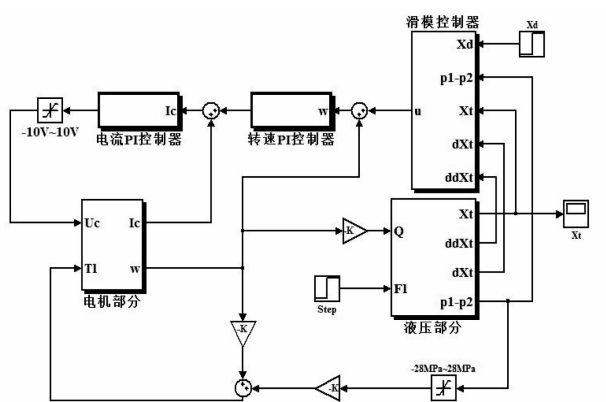 滑模控制器
Xd
Xd
p1-p2
Ic
w
u
Xt
-10V~10V
电流PI控制器
转速PI控制器
dXt
ddXt
Uc
Ic
Xt
Xt
-K
Q
ddXt
T1
w
dXt
F1
电机部分
Step
p1-p2
液压部分
-K
-28MPa~28MPa
-K